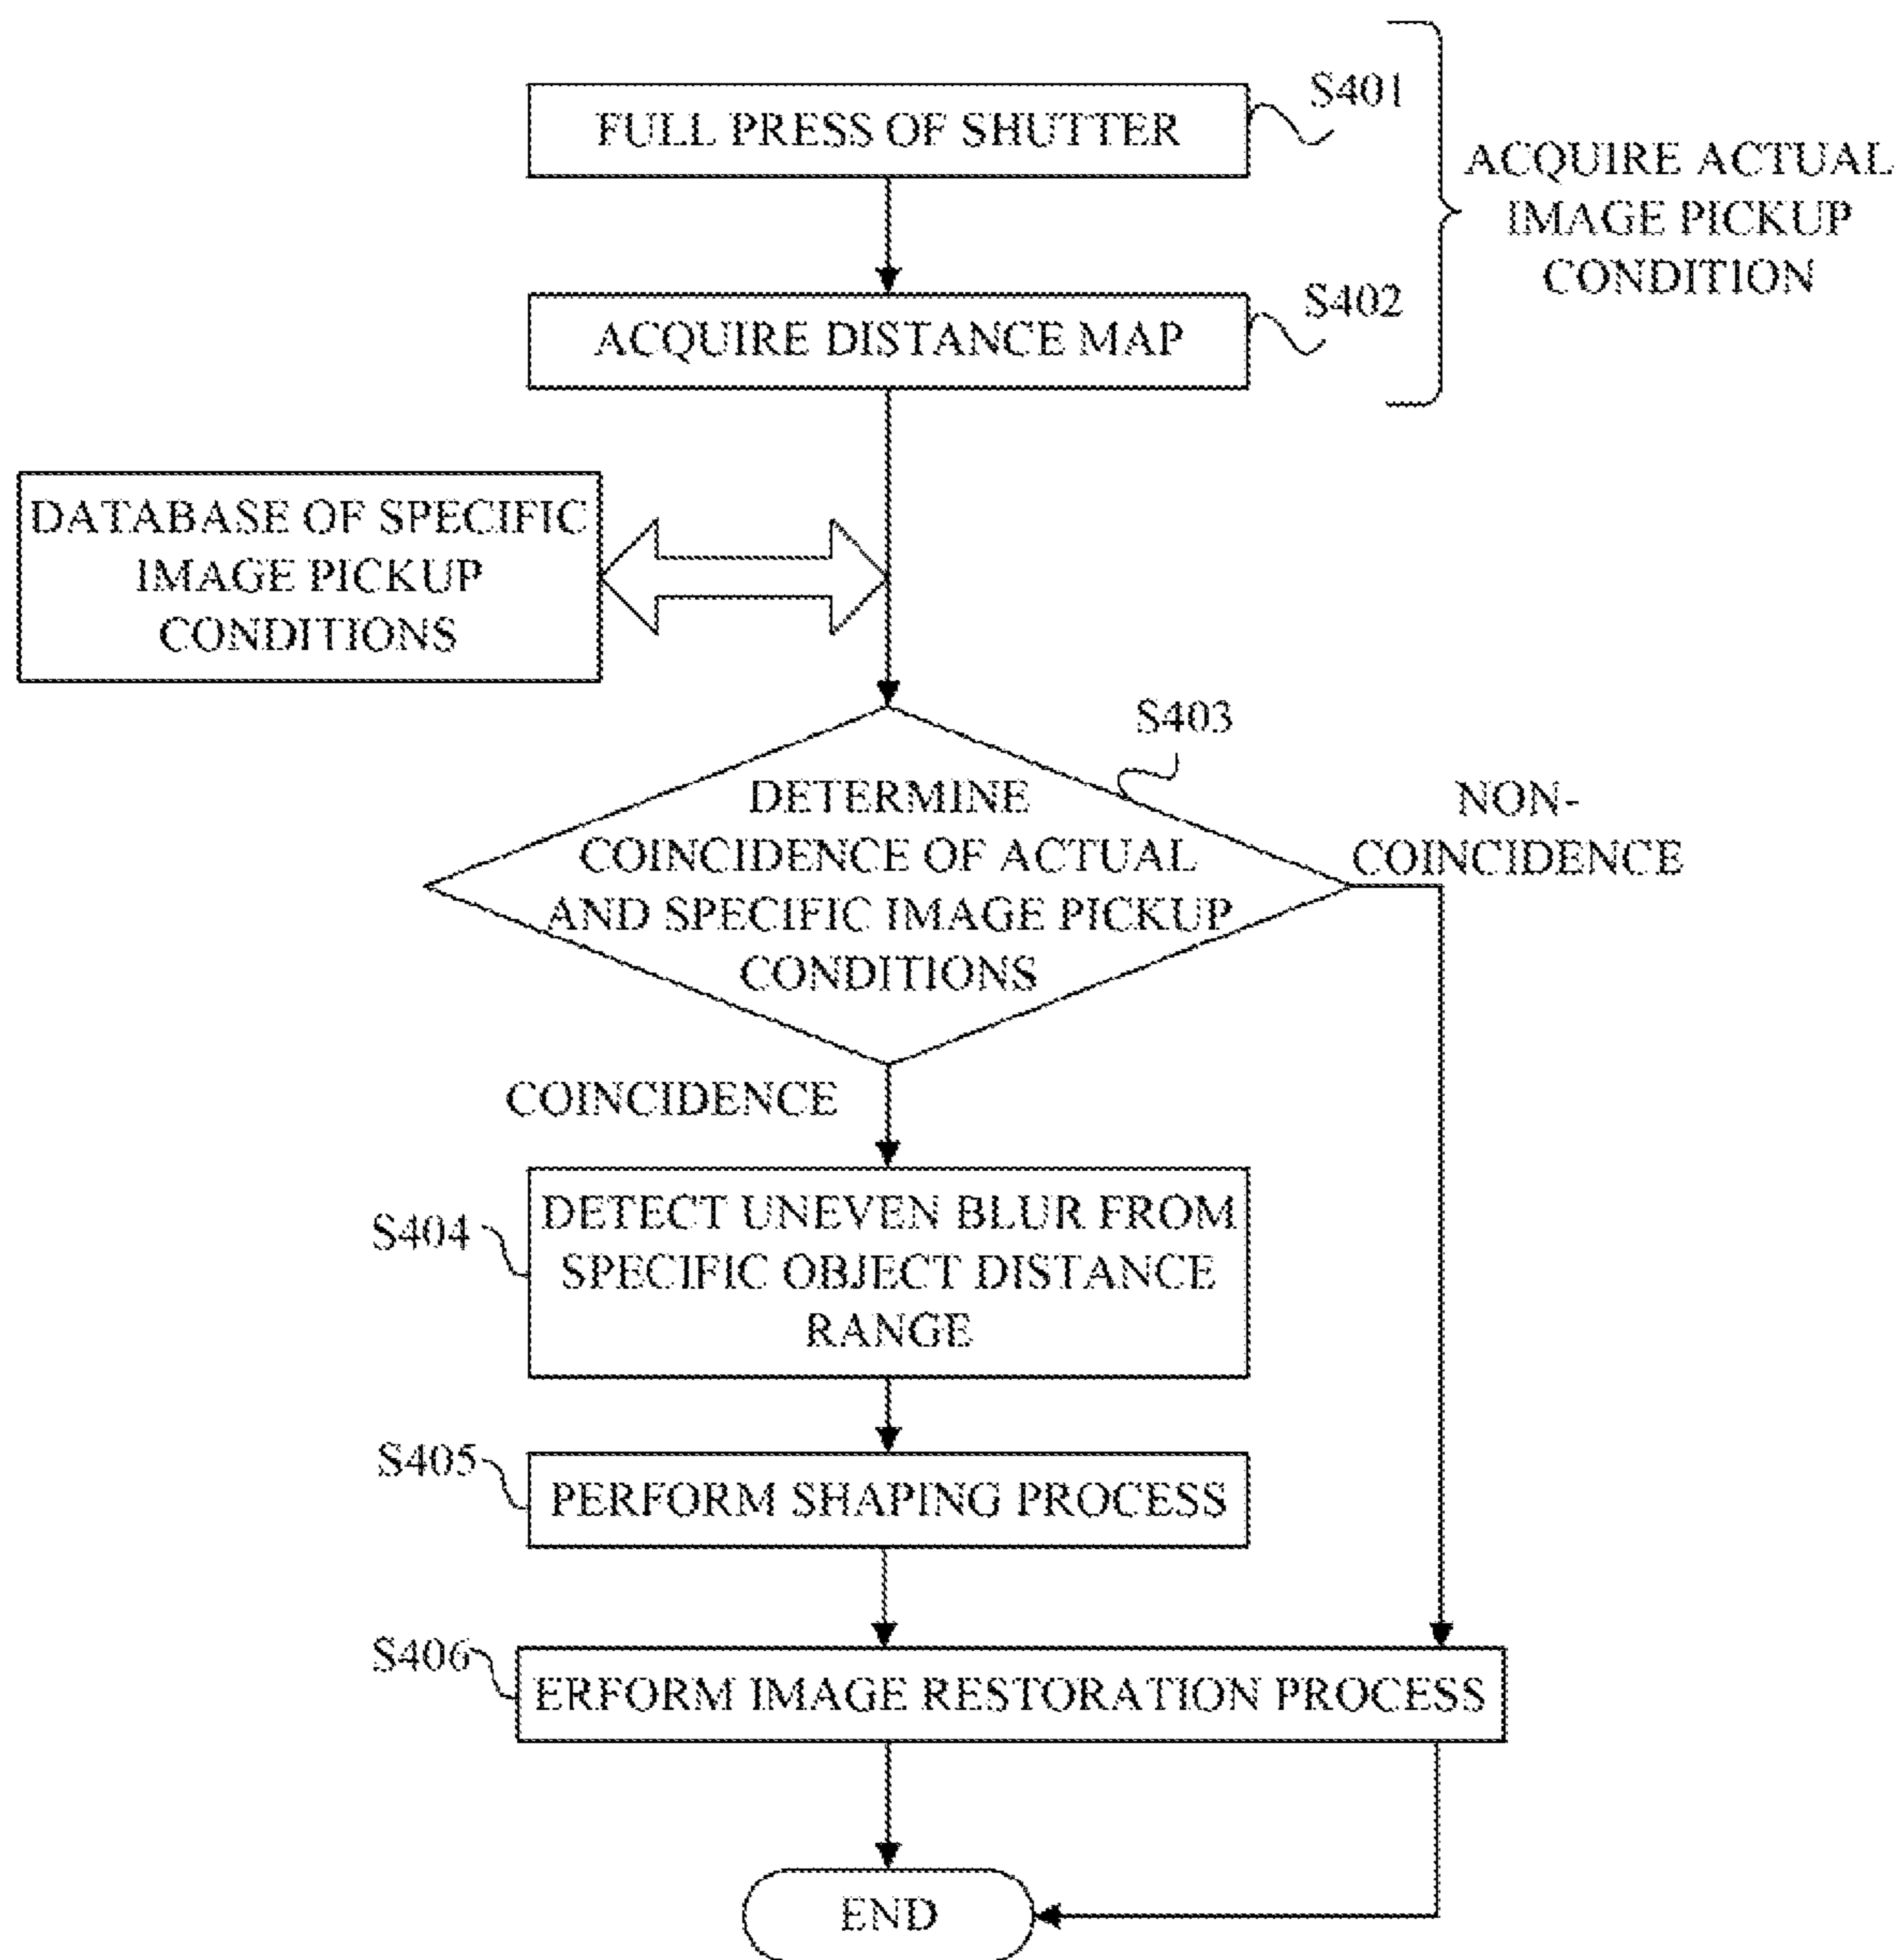 S401
FULL PRESS OF SHUTTER
ACQUIRE ACTUAL
IMAGE PICKUP
CONDITION
S402
ACQUIRE DISTANCE MAP
DATABASE OF SPECIFIC
IMAGE PICKUP
CONDITIONS
S403
DETERMINE
COINCIDENCE OF ACTUAL
AND SPECIFIC IMAGE PICKUP
CONDITIONS
NON-
COINCIDENCE
COINCIDENCE
S404
DETECT UNEVEN BLUR FROM
SPECIFIC OBJECT DISTANCE
RANGE
S405
PERFORM SHAPING PROCESS
S406
ERFORM IMAGE RESTORATION PROCESS
END